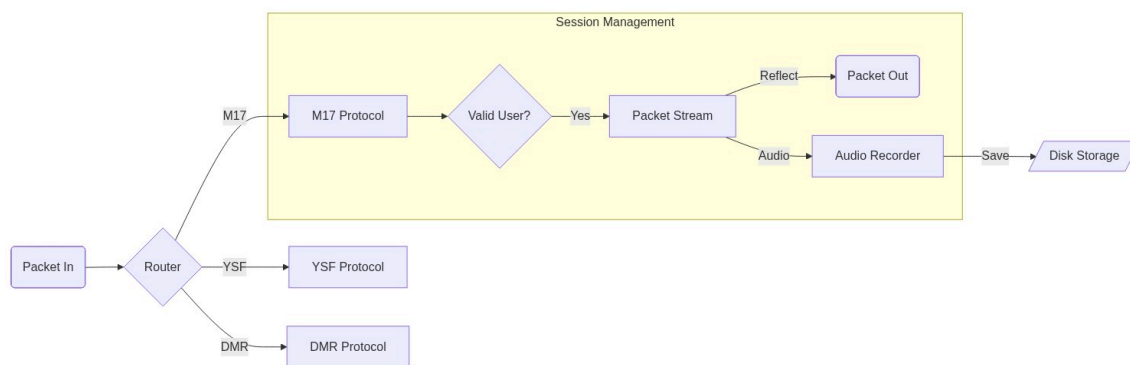 Session Management
Reflect
Packet Out
M17
M17 Protocol
Valid User?
Yes
Packet Stream
Audio
Audio Recorder
Save
Disk Storage
Packet In
Router
YSF
YSF Protocol
DMR
DMR Protocol